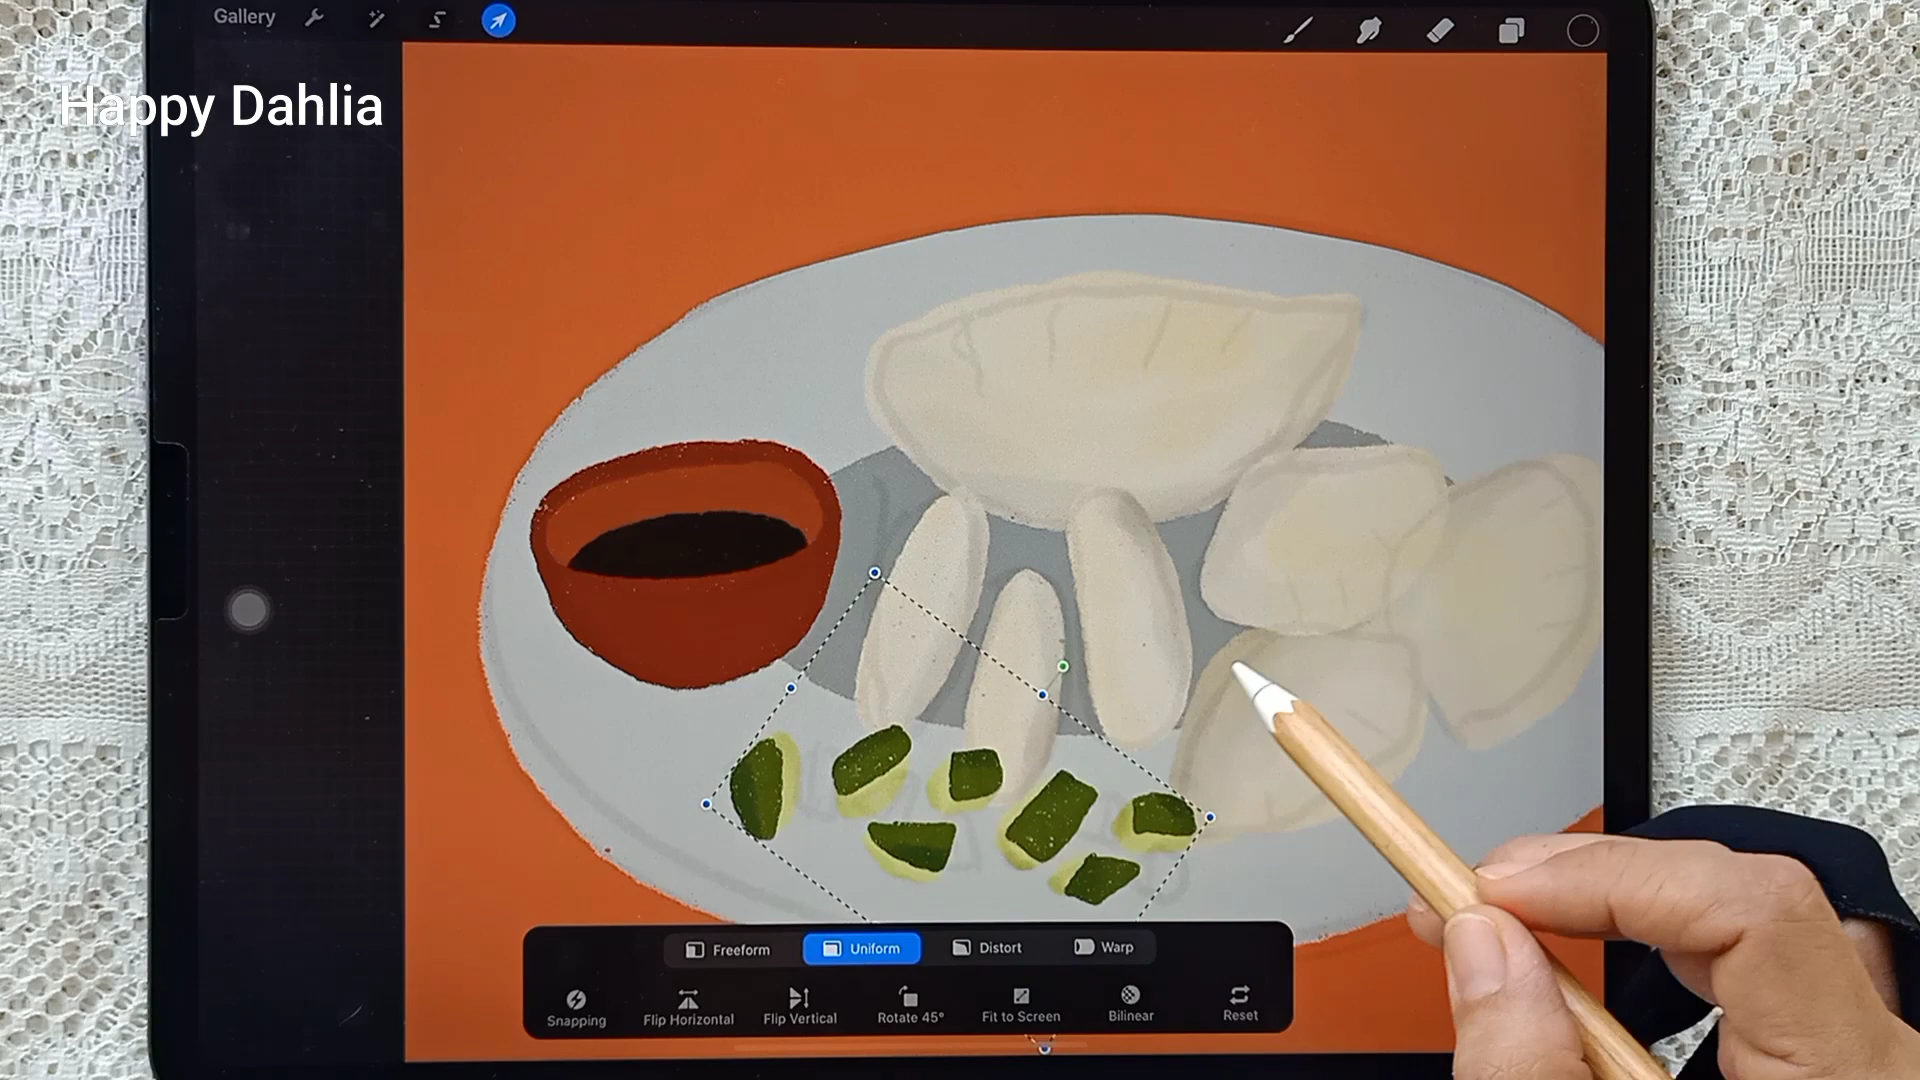 Gallery
Happy Dahlia
Freeform Uniform Distort Warp
Snapping Flip Horizontal Flip Vertical Rotate 45° Fit to Screen Bilinear Reset